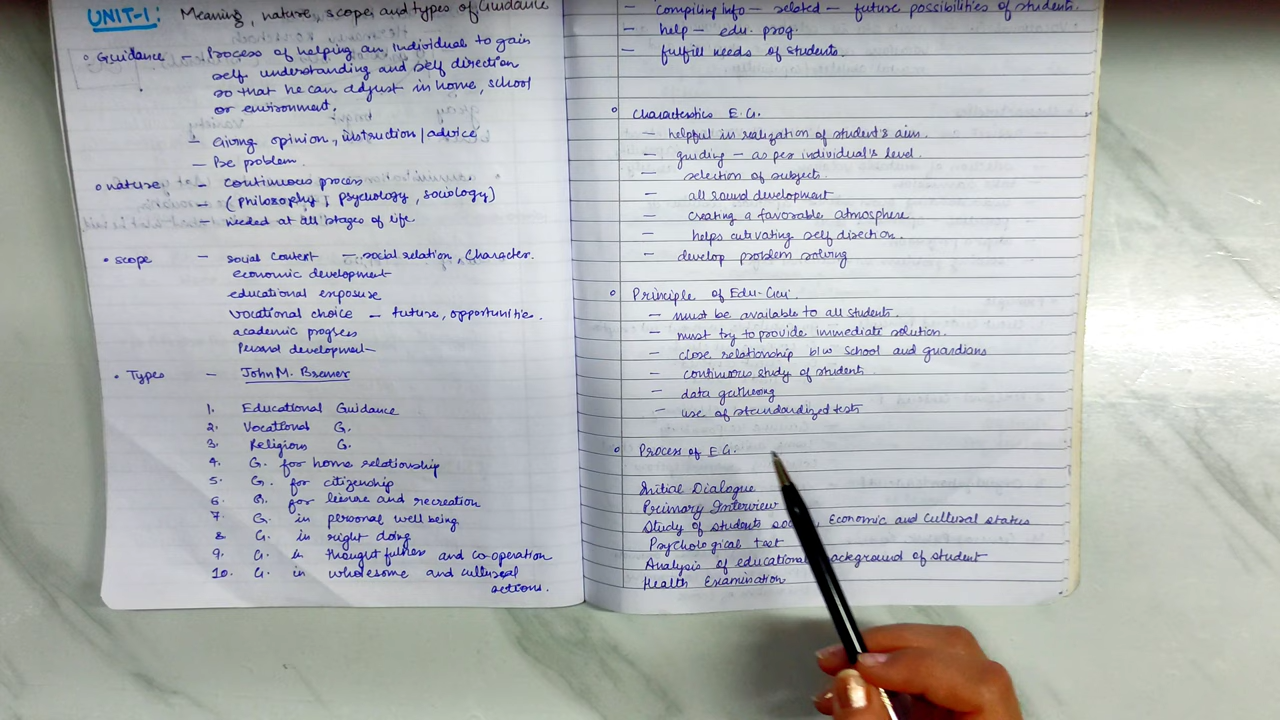 UNIT-1: Meaning, nature, scope, and types of Guidance
Guidance - Process of helping an individual to gain
self understanding and self direction
so that he can adjust in home, school
or environment.
- Giving opinion, instruction/advice
- Be problem.
nature - continuous process
- (Philosophy, psychology, sociology)
- needed at all stages of life.
Scope - social context - social relation, Character.
economic development
educational exposure
vocational choice - future, opportunities.
academic progress
Personal development
Types - John M. Brewer
1. Educational Guidance
2. Vocational G.
3. Religious G.
4. G. for home relationship
5. G. for citizenship
6. G. for leisure and recreation
7. G. in personal well being
8. G. in right doing
9. G. in thoughtfulness and co-operation
10. G. in wholesome and cultural
actions.
- compiling info - related - future possibilities of students.
- help - edu. prog.
- fulfill needs of students.
Characteristics E.G.
- helpful in realization of student's aim.
- guiding - as per individual's level.
- selection of subjects.
- all round development
- creating a favorable atmosphere
- helps cutivating self direction.
- develop problem solving
Principle of Edu-Gui.
- must be available to all students.
- must try to provide immediate solution.
- close relationship b/w School and guardians
- continuous study of students
- data gathering
- use of standardized tests
Process of E.G.
Initial Dialogue
Primary Interview
Study of students Economic and Cultural status
Psychological test
Analysis of educational background of student
Health Examination